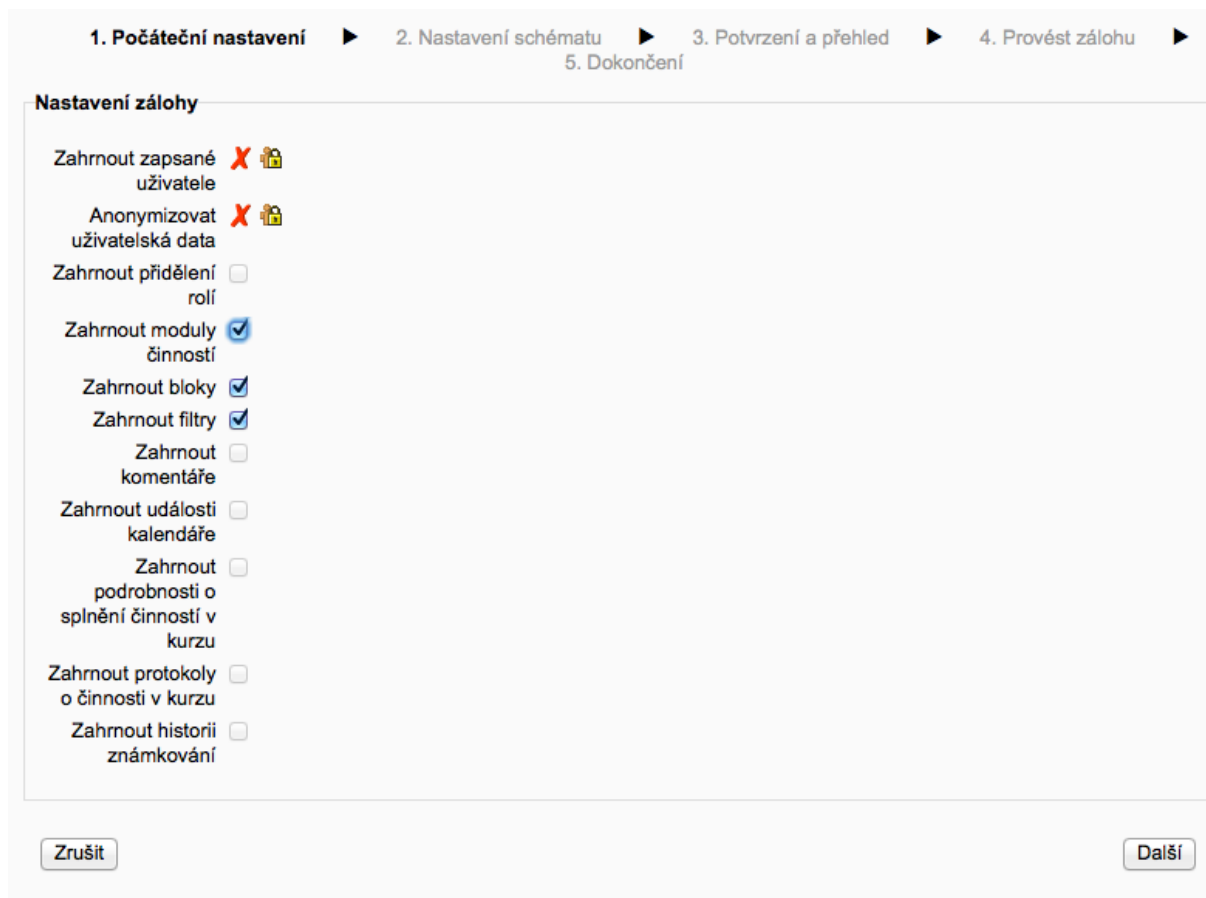 1. Počáteční nastavení ► 2. Nastavení schématu ► 3. Potvrzení a přehled ► 4. Provést zálohu ►
5. Dokončení
Nastavení zálohy
Zahrnout zapsané
uživatele
Anonymizovat
uživatelská data
Zahrnout přidělení
rolí
Zahrnout moduly
činností
Zahrnout bloky
Zahrnout filtry
Zahrnout
komentáře
Zahrnout události
kalendáře
Zahrnout
podrobnosti o
splnění činností v
kurzu
Zahrnout protokoly
o činnosti v kurzu
Zahrnout historii
známkování
Zrušit Další